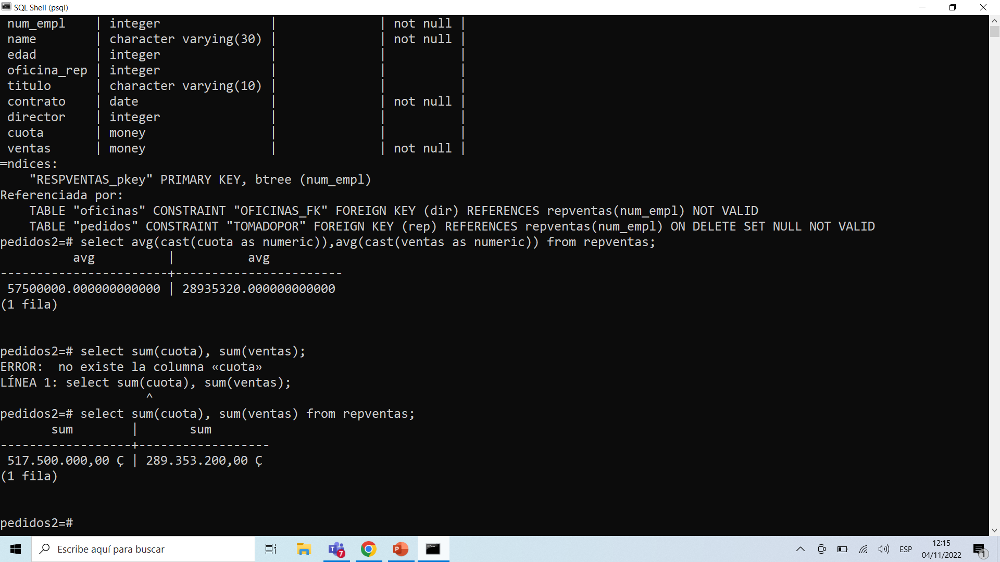 SQL Shell (psql)
num_empl | integer | | not null |
name | character varying(30) | | not null |
edad | integer | | |
oficina_rep | integer | | |
titulo | character varying(10) | | |
contrato | date | | not null |
director | integer | | |
cuota | money | | |
ventas | money | | not null |
═ndices:
"RESPVENTAS_pkey" PRIMARY KEY, btree (num_empl)
Referenciada por:
TABLE "oficinas" CONSTRAINT "OFICINAS_FK" FOREIGN KEY (dir) REFERENCES repventas(num_empl) NOT VALID
TABLE "pedidos" CONSTRAINT "TOMADOPOR" FOREIGN KEY (rep) REFERENCES repventas(num_empl) ON DELETE SET NULL NOT VALID
pedidos2=# select avg(cast(cuota as numeric)),avg(cast(ventas as numeric)) from repventas;
avg | avg
-----------------------+-----------------------
57500000.000000000000 | 28935320.000000000000
(1 fila)
pedidos2=# select sum(cuota), sum(ventas);
ERROR:  no existe la columna «cuota»
LÍNEA 1: select sum(cuota), sum(ventas);
^
pedidos2=# select sum(cuota), sum(ventas) from repventas;
sum | sum
------------------+------------------
517.500.000,00 Ç | 289.353.200,00 Ç
(1 fila)
pedidos2=#
Escribe aquí para buscar
7
ESP
12:15
04/11/2022
1